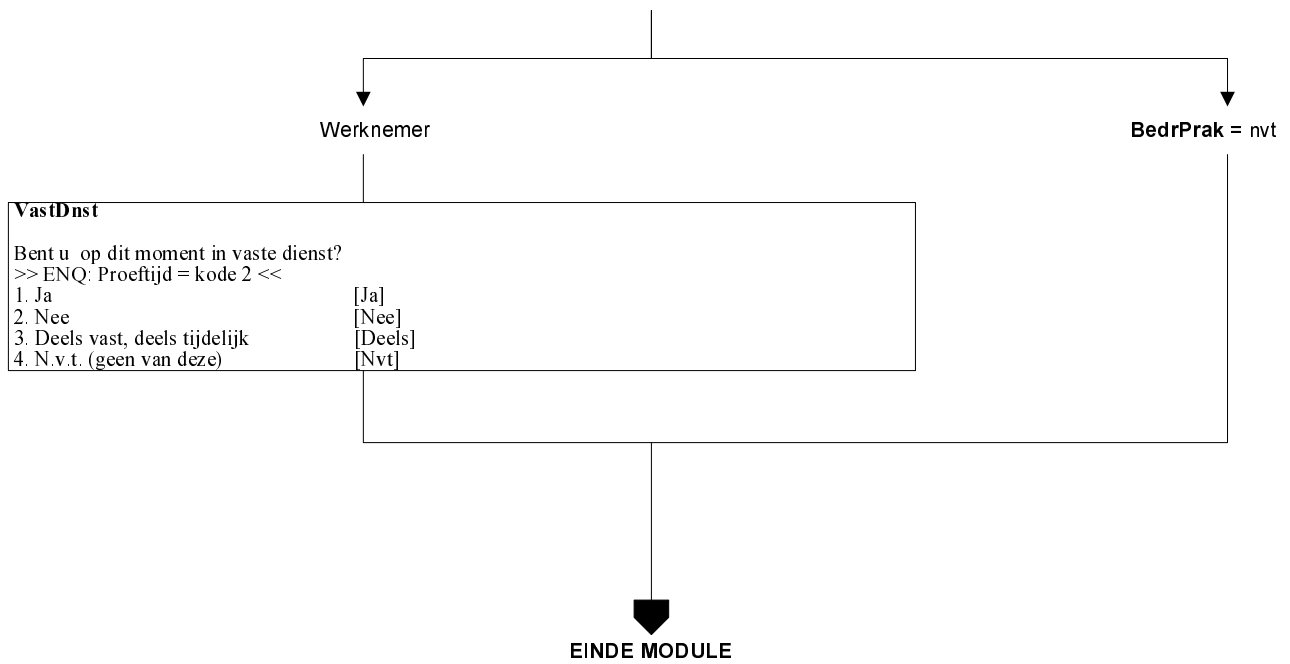 Werknemer BedrPrak = nvt
VastDnst
Bent u op dit moment in vaste dienst?
>> ENQ: Proeftijd = kode 2 <<
1. Ja [Ja]
2. Nee [Nee]
3. Deels vast, deels tijdelijk [Deels]
4. N.v.t. (geen van deze) [Nvt]
EINDE MODULE